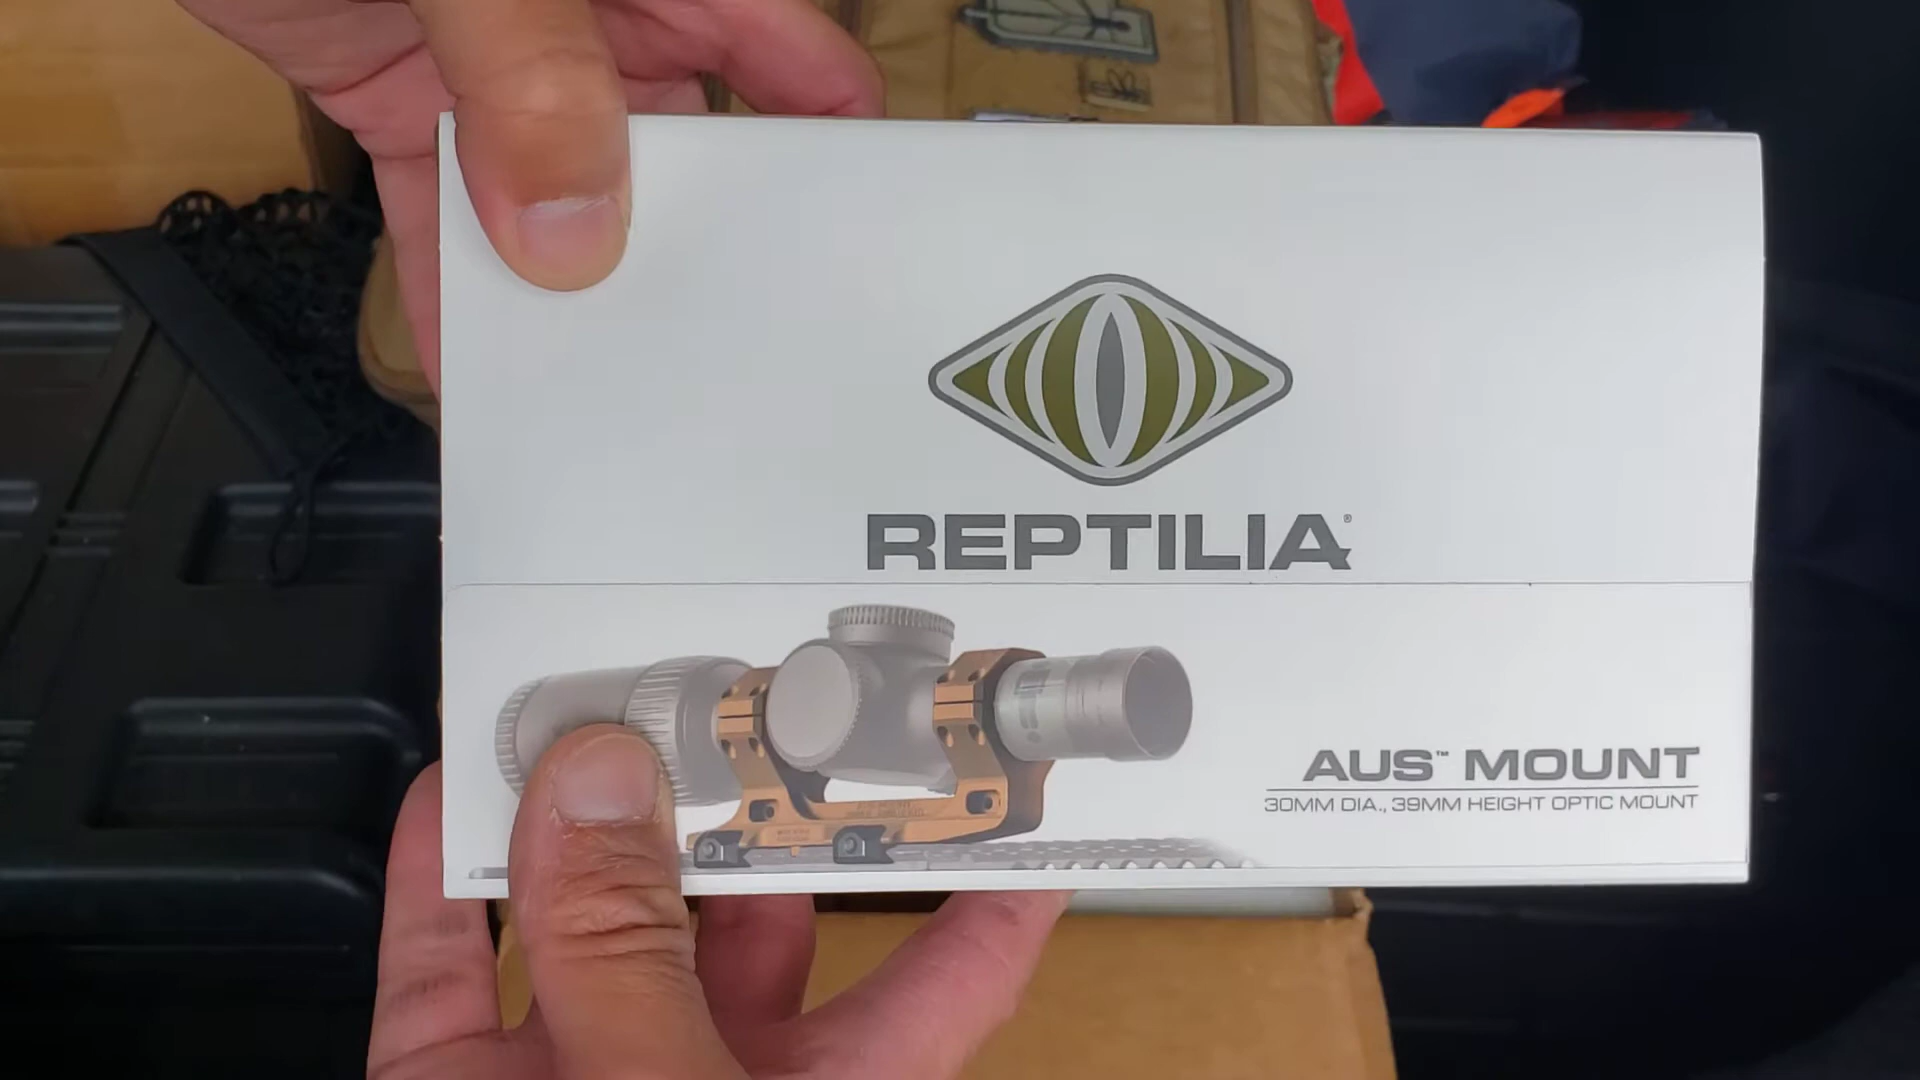 REPTILIA®
AUS™ MOUNT
30MM DIA., 39MM HEIGHT OPTIC MOUNT